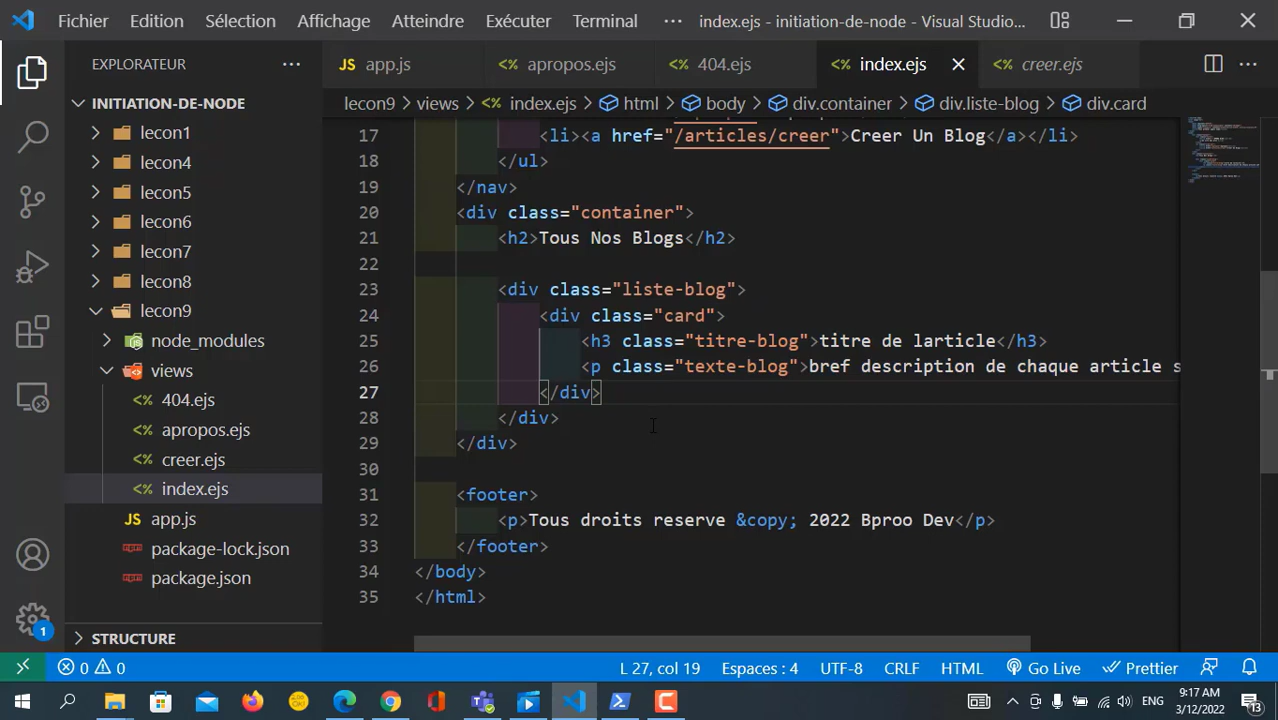 Fichier Edition Sélection Affichage Atteindre Exécuter Terminal ··· index.ejs - initiation-de-node - Visual Studio...
EXPLORATEUR ···
JS app.js <% apropos.ejs <% 404.ejs <% index.ejs <% creer.ejs ···
INITIATION-DE-NODE
lecon9 > views > <% index.ejs > html > body > div.container > div.liste-blog > div.card
lecon1
lecon4
lecon5
lecon6
lecon7
lecon8
lecon9
node_modules
views
<% 404.ejs
<% apropos.ejs
<% creer.ejs
<% index.ejs
JS app.js
package-lock.json
package.json
STRUCTURE
17 <li><a href="/articles/creer">Creer Un Blog</a></li>
18 </ul>
19 </nav>
20 <div class="container">
21 <h2>Tous Nos Blogs</h2>
22
23 <div class="liste-blog">
24 <div class="card">
25 <h3 class="titre-blog">titre de larticle</h3>
26 <p class="texte-blog">bref description de chaque article s
27 </div>
28 </div>
29 </div>
30
31 <footer>
32 <p>Tous droits reserve &copy; 2022 Bproo Dev</p>
33 </footer>
34 </body>
35 </html>
1
0 0 L 27, col 19 Espaces : 4 UTF-8 CRLF HTML Go Live Prettier
ENG 9:17 AM
3/12/2022
13